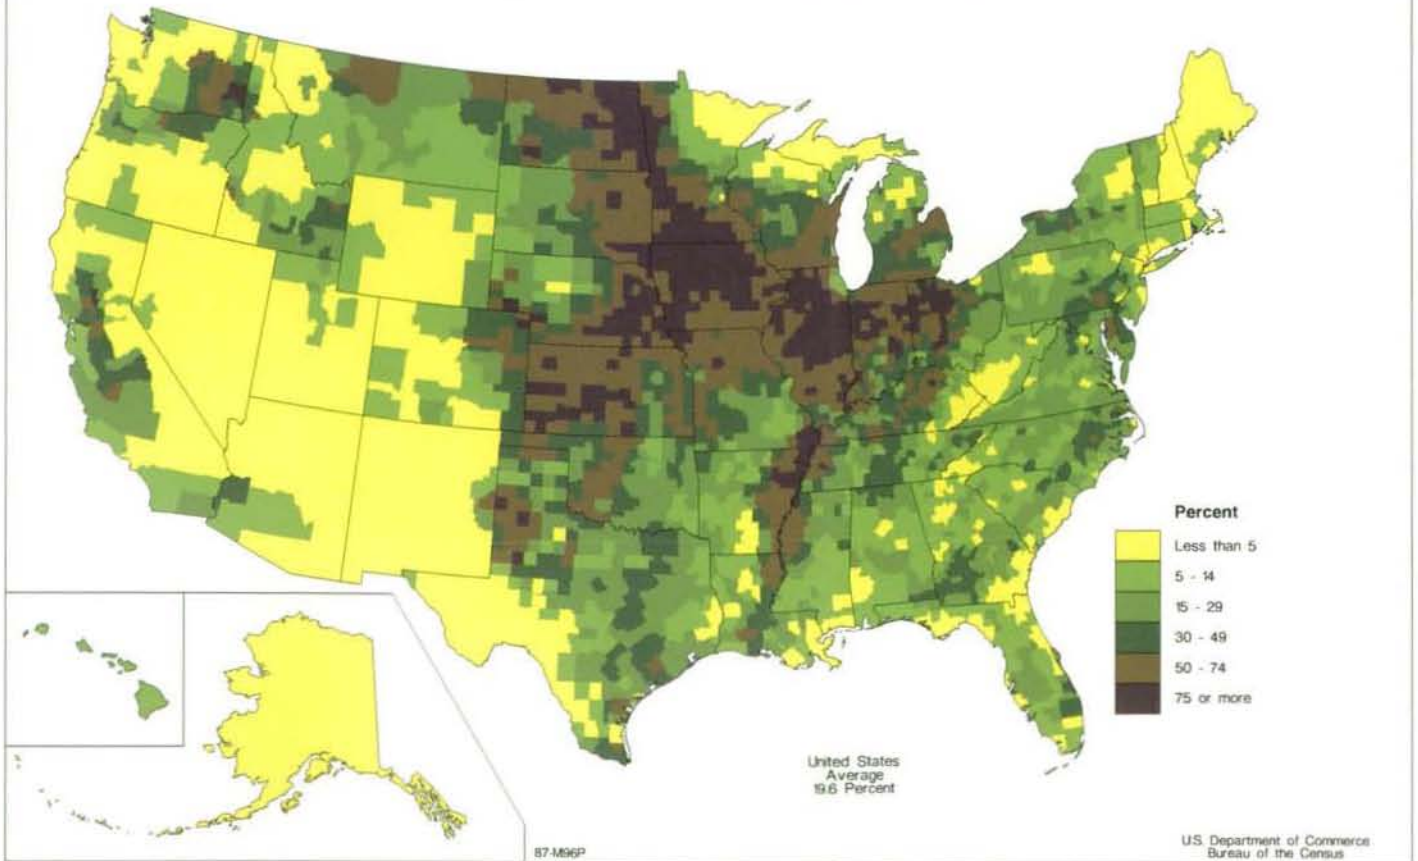 Percent
Less than 5
5 - 14
15 - 29
30 - 49
50 - 74
75 or more
United States
Average
19.6 Percent
87-M96P
U.S. Department of Commerce
Bureau of the Census